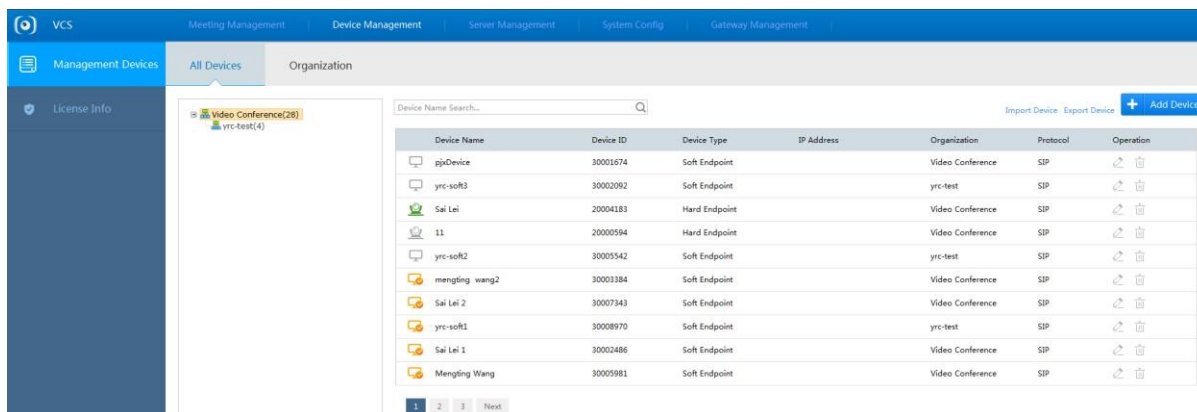 VCS Meeting Management Device Management Server Management System Config Gateway Management
Management Devices
License Info
All Devices Organization
Video Conference(28)
yrc-test(4)
Device Name Search...
Import Device Export Device Add Device
Device Name Device ID Device Type IP Address Organization Protocol Operation
pjxDevice 30001674 Soft Endpoint Video Conference SIP
yrc-soft3 30002092 Soft Endpoint yrc-test SIP
Sai Lei 20004183 Hard Endpoint Video Conference SIP
11 20000594 Hard Endpoint Video Conference SIP
yrc-soft2 30005542 Soft Endpoint yrc-test SIP
mengting wang2 30003384 Soft Endpoint Video Conference SIP
Sai Lei 2 30007343 Soft Endpoint Video Conference SIP
yrc-soft1 30008970 Soft Endpoint yrc-test SIP
Sai Lei 1 30002486 Soft Endpoint Video Conference SIP
Mengting Wang 30005981 Soft Endpoint Video Conference SIP
1 2 3 Next